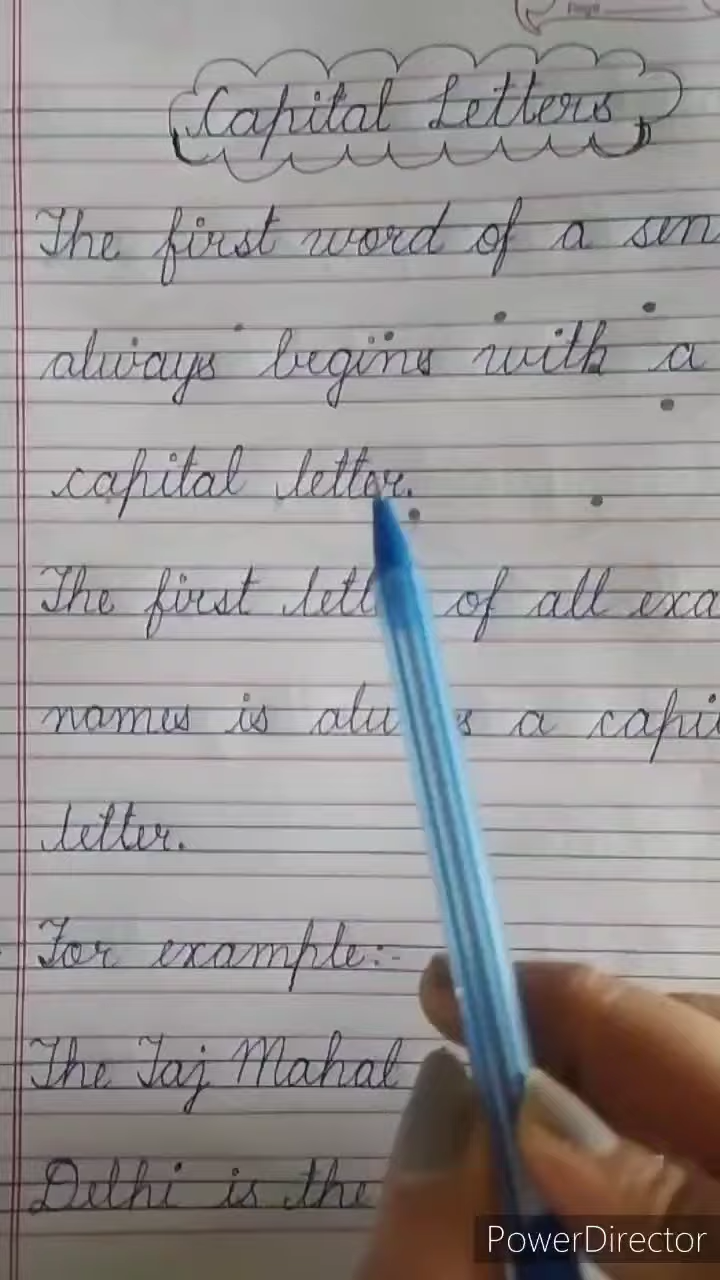 Capital Letters
The first word of a sen
always begins with a
capital letter.
The first lett of all exa
names is alw s a capi
letter.
For example:-
The Taj Mahal
Delhi is the
PowerDirector